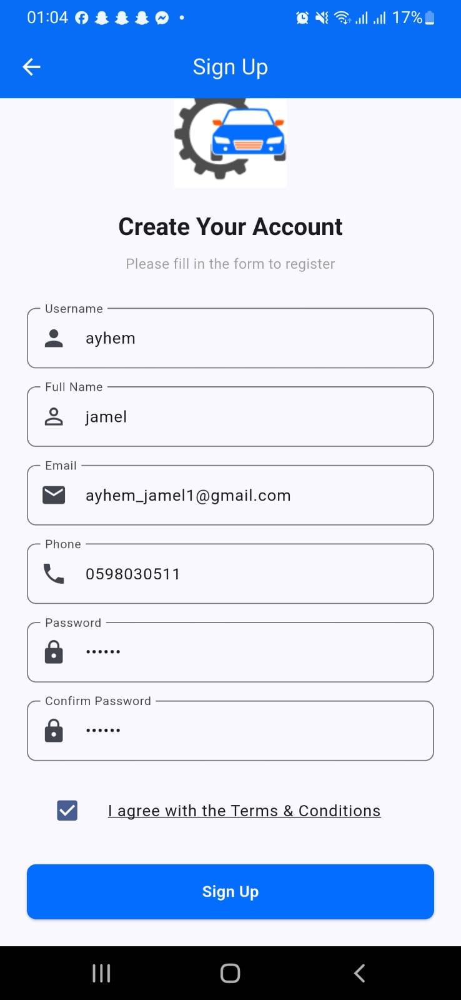 01:04
17%
Sign Up
Create Your Account
Please fill in the form to register
Username
ayhem
Full Name
jamel
Email
ayhem_jamel1@gmail.com
Phone
0598030511
Password
••••••
Confirm Password
••••••
I agree with the Terms & Conditions
Sign Up